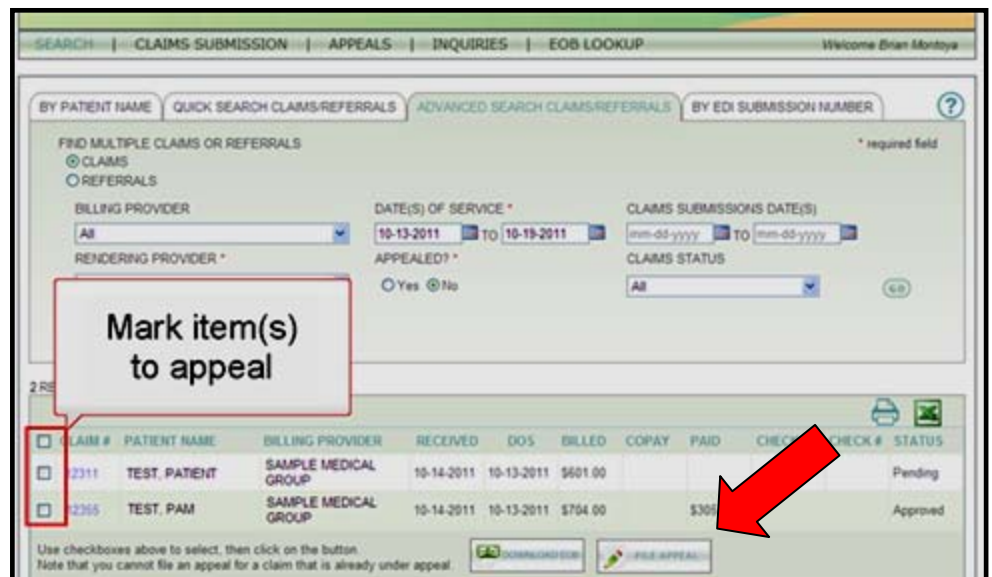 SEARCH | CLAIMS SUBMISSION | APPEALS | INQUIRIES | EOB LOOKUP Welcome Brian Montoya
BY PATIENT NAME QUICK SEARCH CLAIMS/REFERRALS ADVANCED SEARCH CLAIMS/REFERRALS BY EDI SUBMISSION NUMBER ?
FIND MULTIPLE CLAIMS OR REFERRALS * required field
CLAIMS
REFERRALS
BILLING PROVIDER DATE(S) OF SERVICE * CLAIMS SUBMISSIONS DATE(S)
All 10-13-2011 TO 10-19-2011 mm-dd-yyyy TO mm-dd-yyyy
RENDERING PROVIDER * APPEALED? * CLAIMS STATUS
Yes No All GO
Mark item(s)
to appeal
2
CLAIM # PATIENT NAME BILLING PROVIDER RECEIVED DOS BILLED COPAY PAID CHECK CHECK # STATUS
12311 TEST, PATIENT SAMPLE MEDICAL GROUP 10-14-2011 10-13-2011 $601.00 Pending
12355 TEST, PAM SAMPLE MEDICAL GROUP 10-14-2011 10-13-2011 $704.00 Approved
Use checkboxes above to select, then click on the button.
Note that you cannot file an appeal for a claim that is already under appeal. DOWNLOAD EOB FILE APPEAL